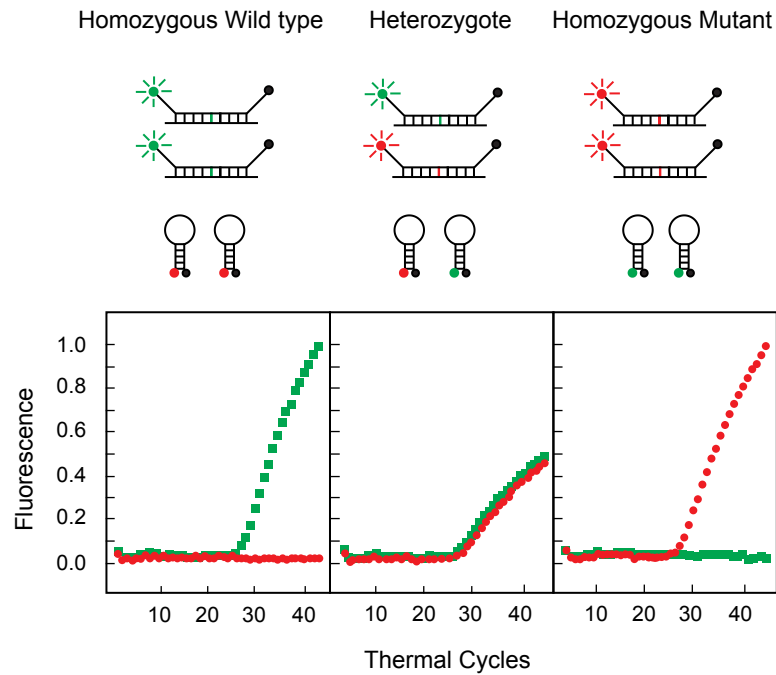 Homozygous Wild type
Heterozygote
Homozygous Mutant
Fluorescence
1.0
0.8
0.6
0.4
0.2
0.0
10 20 30 40
10 20 30 40
10 20 30 40
Thermal Cycles